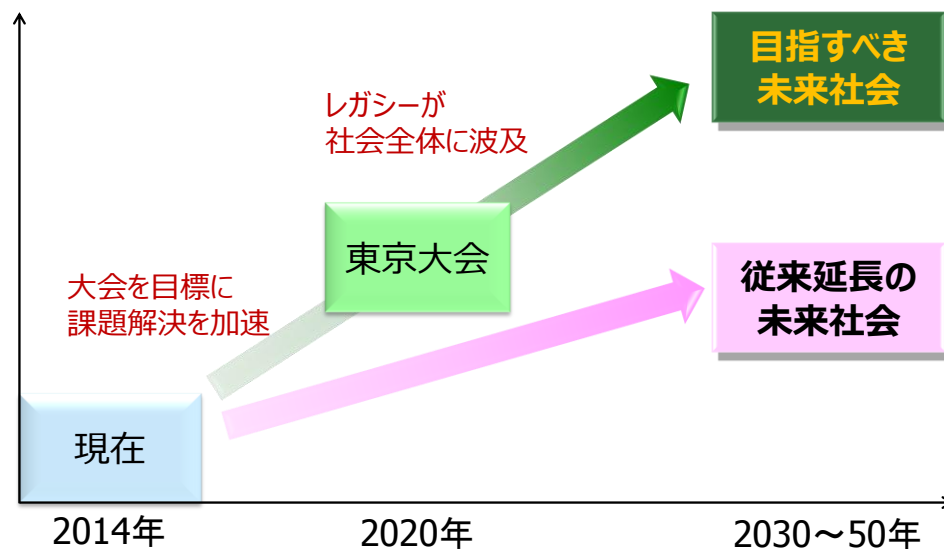 目指すべき
未来社会
レガシーが
社会全体に波及
東京大会
従来延長の
未来社会
大会を目標に
課題解決を加速
現在
2014年
2020年
2030～50年